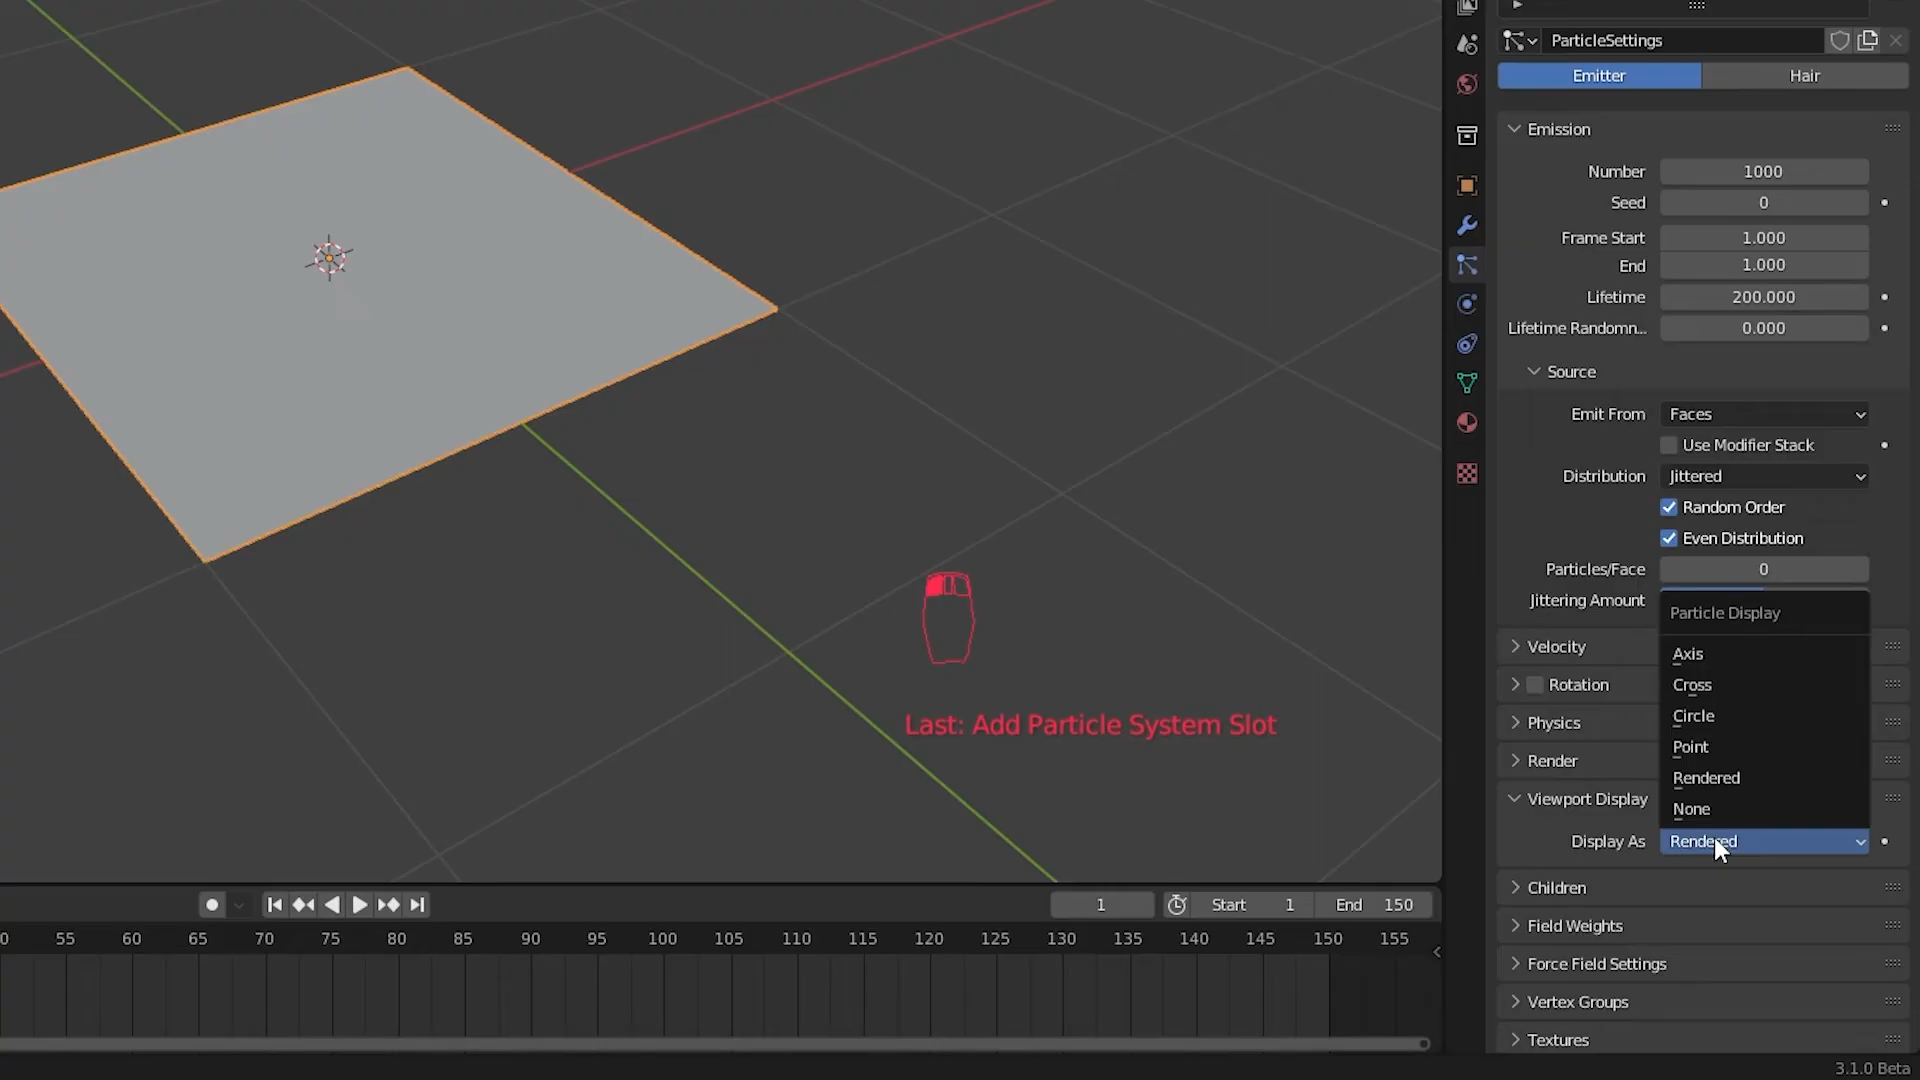 ParticleSettings
Emitter Hair
Emission
Number 1000
Seed 0
Frame Start 1.000
End 1.000
Lifetime 200.000
Lifetime Randomn... 0.000
Source
Emit From Faces
Use Modifier Stack
Distribution Jittered
Random Order
Even Distribution
Particles/Face 0
Jittering Amount
Particle Display
Axis
Cross
Circle
Point
Rendered
None
Velocity
Rotation
Physics
Render
Viewport Display
Display As Rendered
Children
Field Weights
Force Field Settings
Vertex Groups
Textures
Last: Add Particle System Slot
1 Start 1 End 150
0 55 60 65 70 75 80 85 90 95 100 105 110 115 120 125 130 135 140 145 150 155
3.1.0 Beta